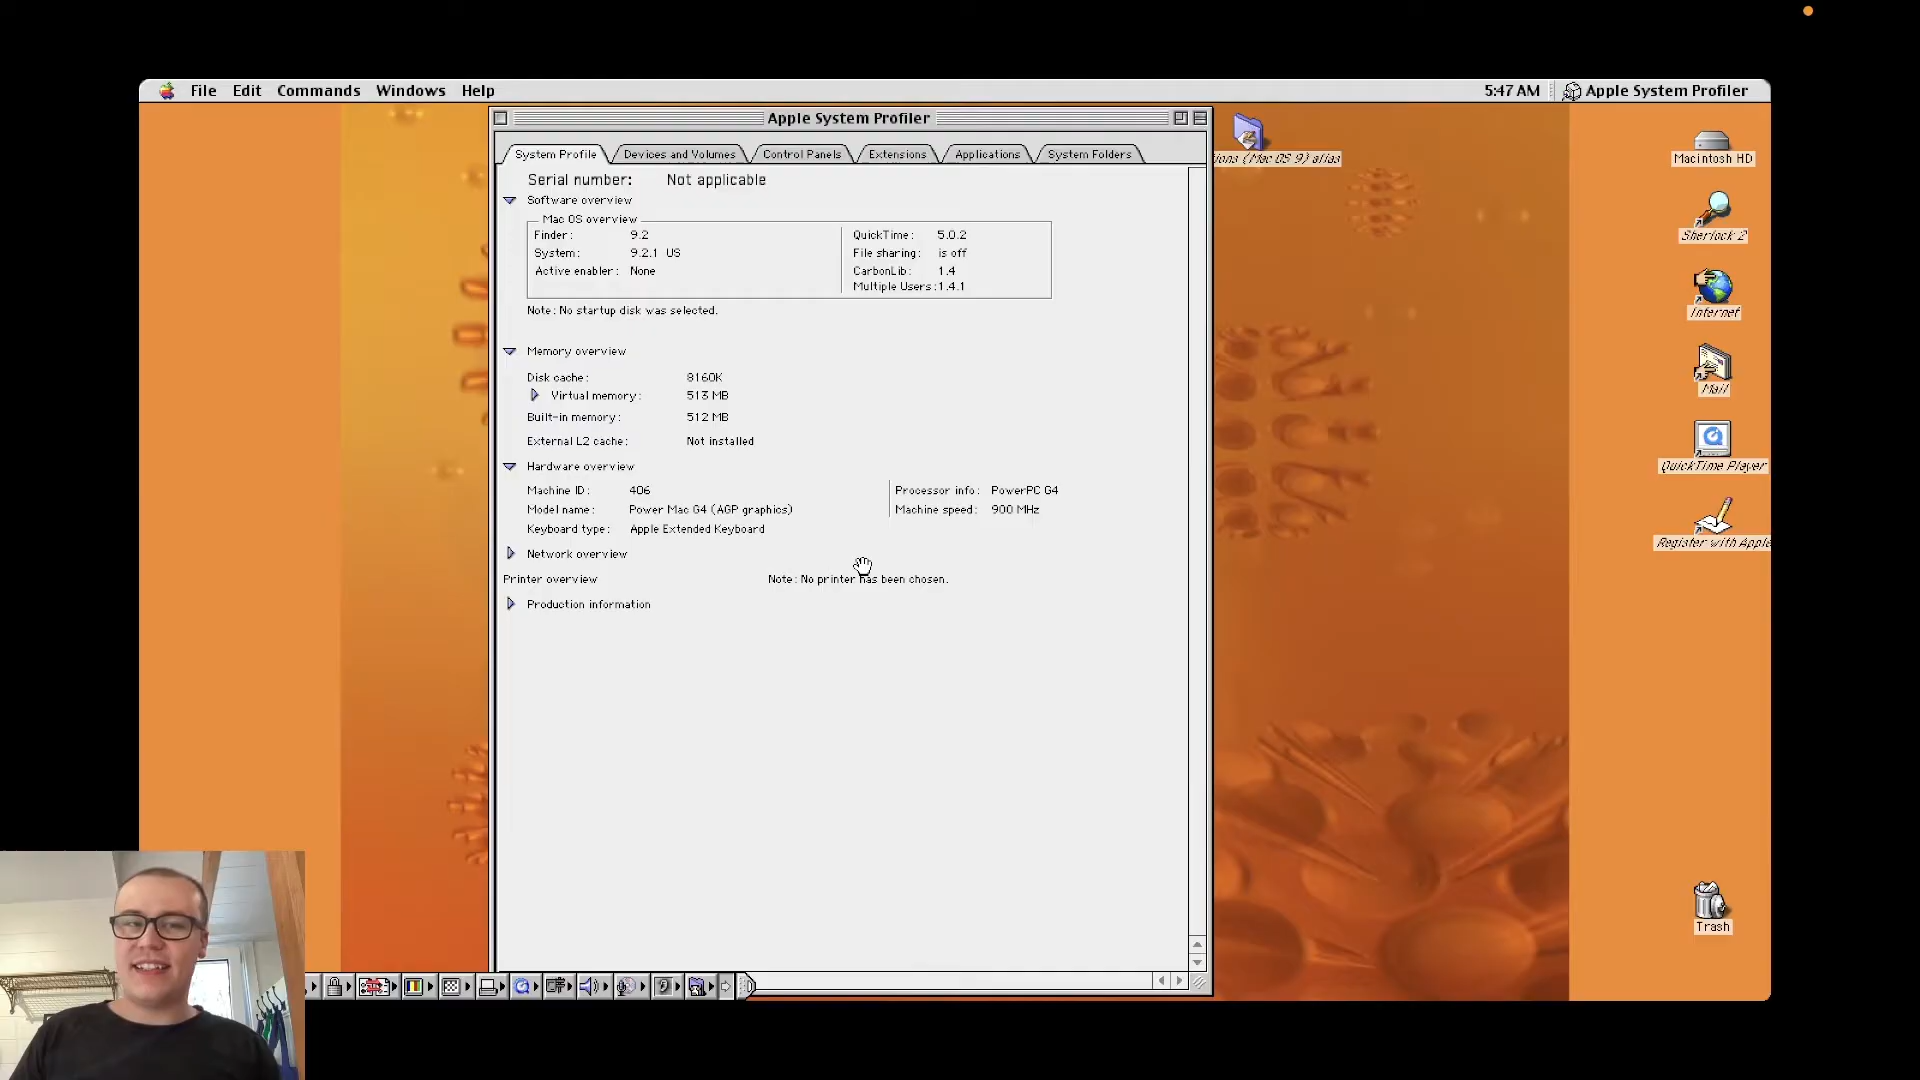 File Edit Commands Windows Help 5:47 AM Apple System Profiler
Apple System Profiler
System Profile Devices and Volumes Control Panels Extensions Applications System Folders
Serial number: Not applicable
Software overview
Mac OS overview
Finder: 9.2 QuickTime: 5.0.2
System: 9.2.1 US File sharing: is off
Active enabler: None CarbonLib: 1.4
Multiple Users: 1.4.1
Note: No startup disk was selected.
Memory overview
Disk cache: 8160K
Virtual memory: 513 MB
Built-in memory: 512 MB
External L2 cache: Not installed
Hardware overview
Machine ID: 406 Processor info: PowerPC G4
Model name: Power Mac G4 (AGP graphics) Machine speed: 900 MHz
Keyboard type: Apple Extended Keyboard
Network overview
Printer overview Note: No printer has been chosen.
Production information
(Mac OS 9) alias
Macintosh HD
Sherlock 2
Internet
Mail
QuickTime Player
Register with Apple
Trash